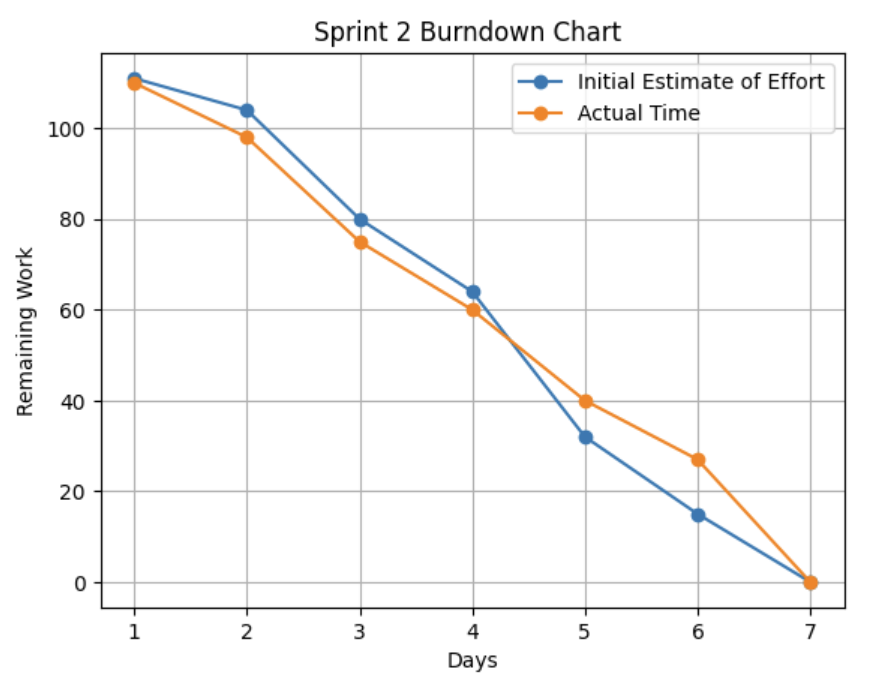 Sprint 2 Burndown Chart
Initial Estimate of Effort
Actual Time
Remaining Work
100
80
60
40
20
0
1 2 3 4 5 6 7
Days